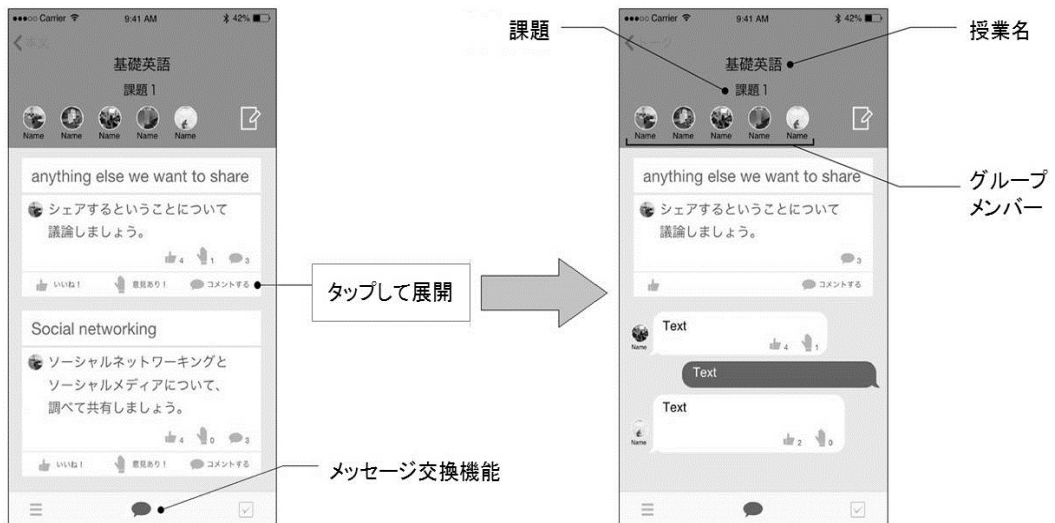 ●●●○○ Carrier 9:41 AM 42%
本文
基礎英語
課題 1
Name Name Name Name Name
anything else we want to share
シェアするということについて
議論しましょう。
4 1 3
いいね！ 意見あり！ コメントする
Social networking
ソーシャルネットワーキングと
ソーシャルメディアについて、
調べて共有しましょう。
4 0 3
いいね！ 意見あり！ コメントする
タップして展開
メッセージ交換機能
課題
●●●○○ Carrier 9:41 AM 42%
基礎英語
課題 1
Name Name Name Name Name
anything else we want to share
シェアするということについて
議論しましょう。
3
コメントする
Text
4 1
Name
Text
Text
2 0
Name
授業名
グループ
メンバー